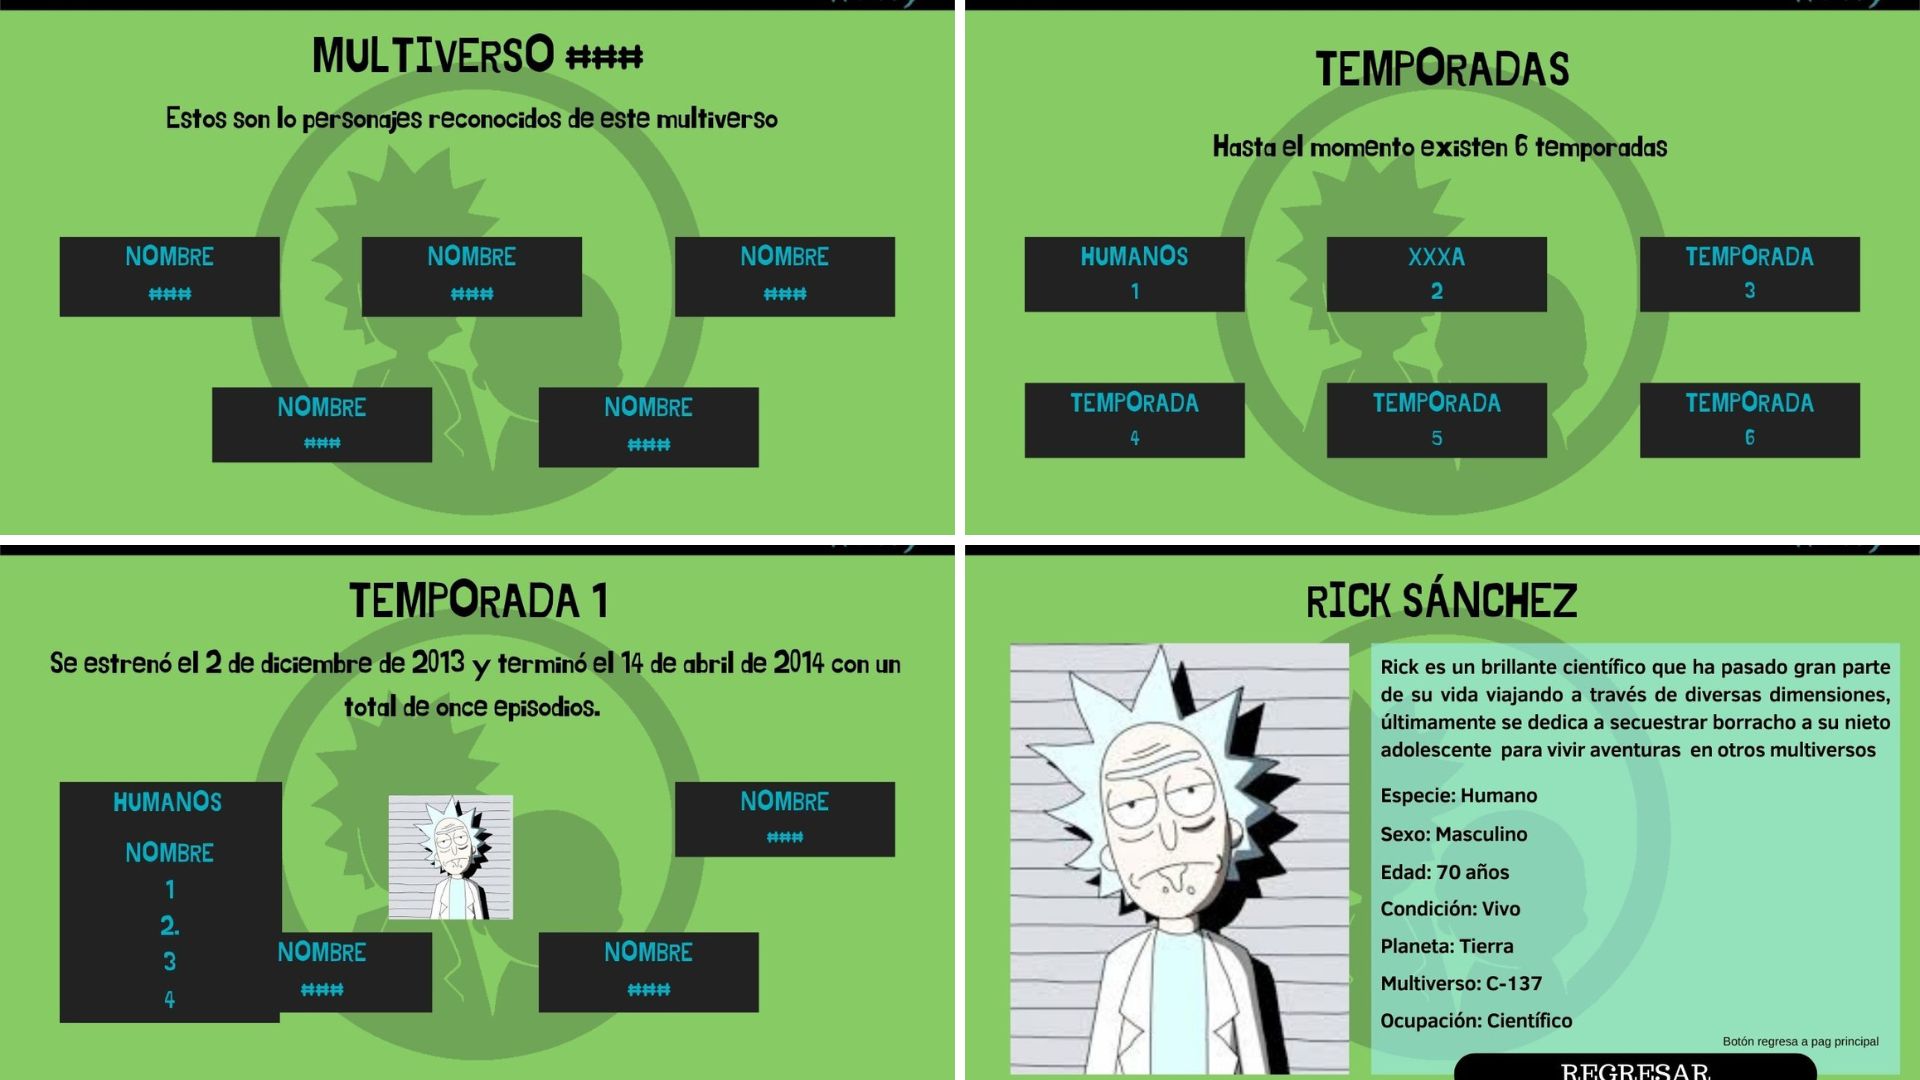 MULTIVERSO ###
Estos son lo personajes reconocidos de este multiverso
NOMBRE
###
NOMBRE
###
NOMBRE
###
NOMBRE
###
NOMBRE
###
TEMPORADAS
Hasta el momento existen 6 temporadas
HUMANOS
1
XXXA
2
TEMPORADA
3
TEMPORADA
4
TEMPORADA
5
TEMPORADA
6
TEMPORADA 1
Se estrenó el 2 de diciembre de 2013 y terminó el 14 de abril de 2014 con un
total de once episodios.
HUMANOS
NOMBRE
1
2.
3
4
NOMBRE
###
NOMBRE
###
NOMBRE
###
RICK SÁNCHEZ
Rick es un brillante científico que ha pasado gran parte
de su vida viajando a través de diversas dimensiones,
últimamente se dedica a secuestrar borracho a su nieto
adolescente para vivir aventuras en otros multiversos
Especie: Humano
Sexo: Masculino
Edad: 70 años
Condición: Vivo
Planeta: Tierra
Multiverso: C-137
Ocupación: Científico
Botón regresa a pag principal
REGRESAR